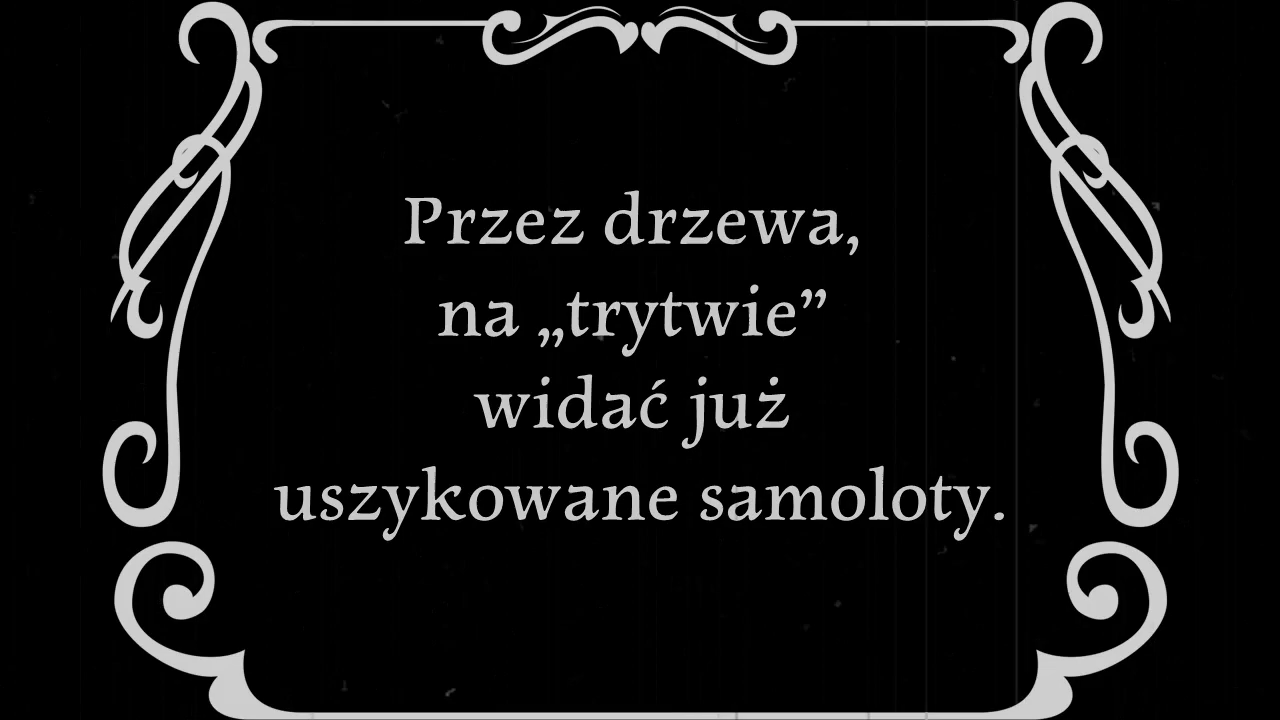 Przez drzewa,
na „trytwie”
widać już
uszykowane samoloty.